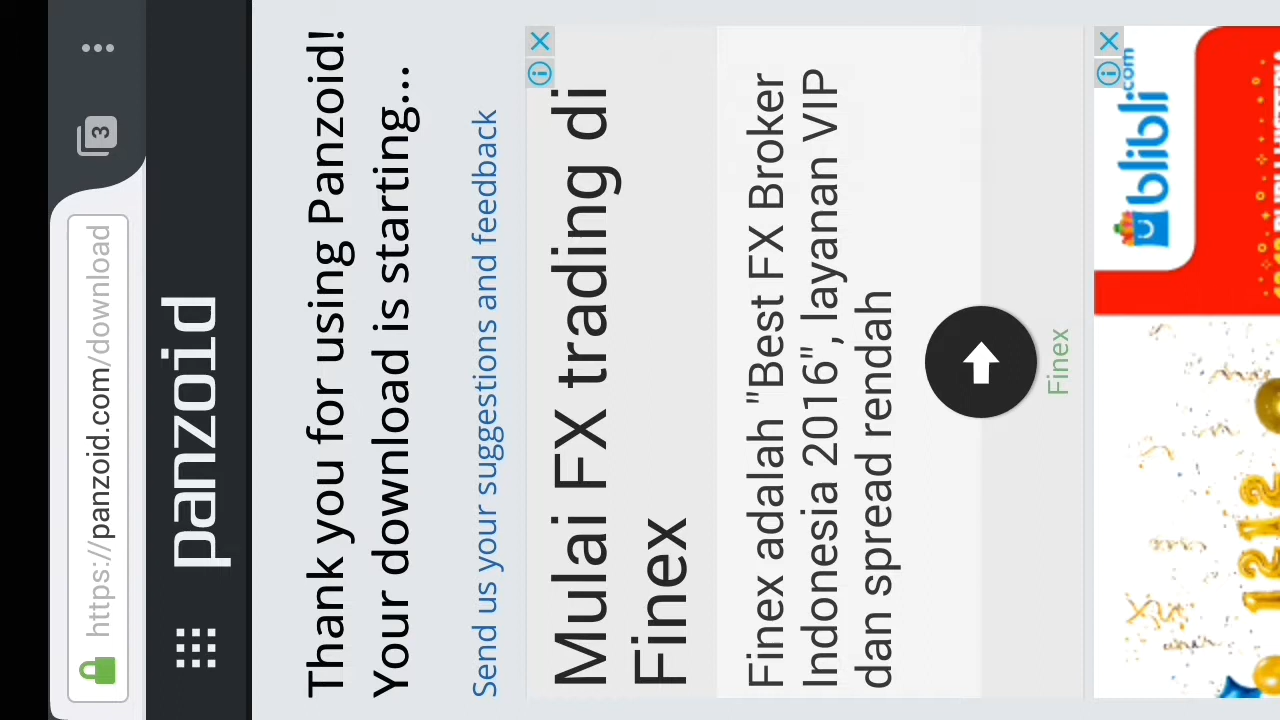 3
https://panzoid.com/download
panzoid
Thank you for using Panzoid!
Your download is starting...
Send us your suggestions and feedback
Mulai FX trading di
Finex
Finex adalah "Best FX Broker
Indonesia 2016", layanan VIP
dan spread rendah
Finex
blibli.com
1212